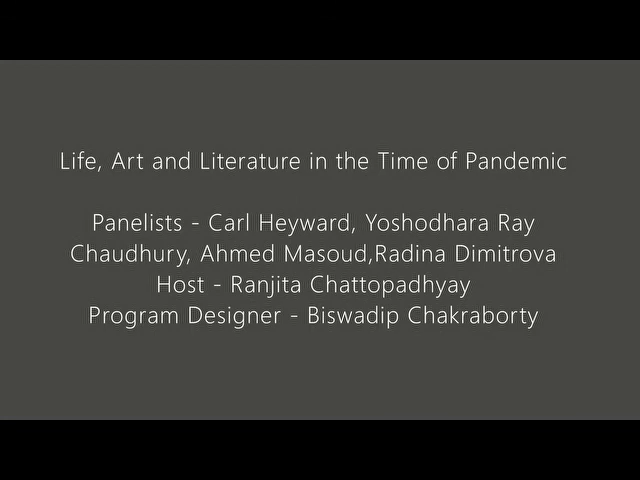 Life, Art and Literature in the Time of Pandemic
Panelists - Carl Heyward, Yoshodhara Ray
Chaudhury, Ahmed Masoud,Radina Dimitrova
Host - Ranjita Chattopadhyay
Program Designer - Biswadip Chakraborty